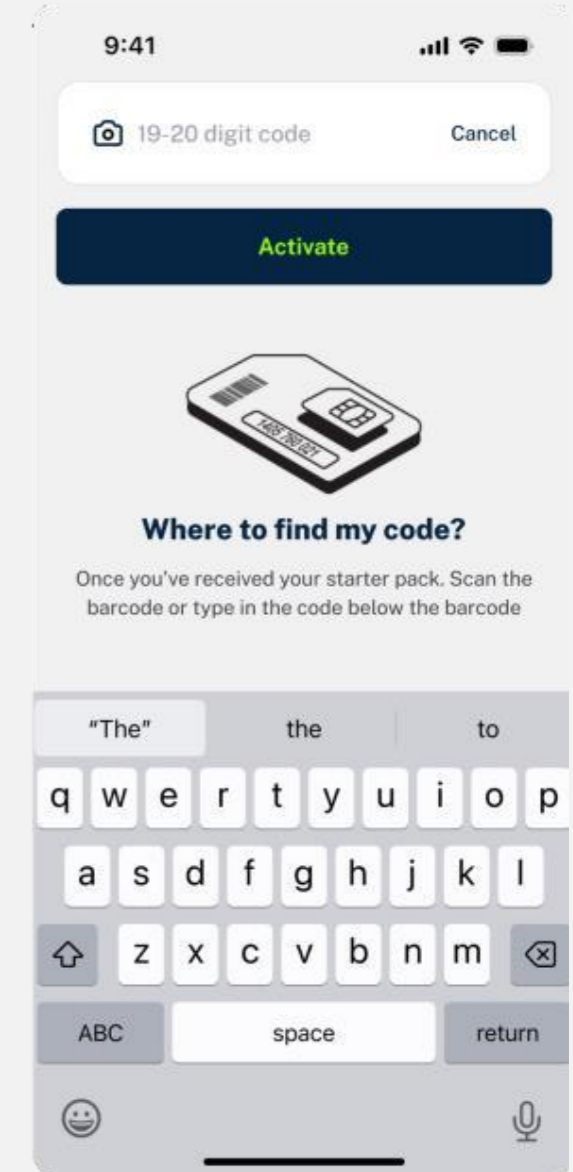 9:41
19-20 digit code Cancel
Activate
1405 760 021
Where to find my code?
Once you've received your starter pack. Scan the
barcode or type in the code below the barcode
"The" the to
q w e r t y u i o p
a s d f g h j k l
z x c v b n m
ABC space return